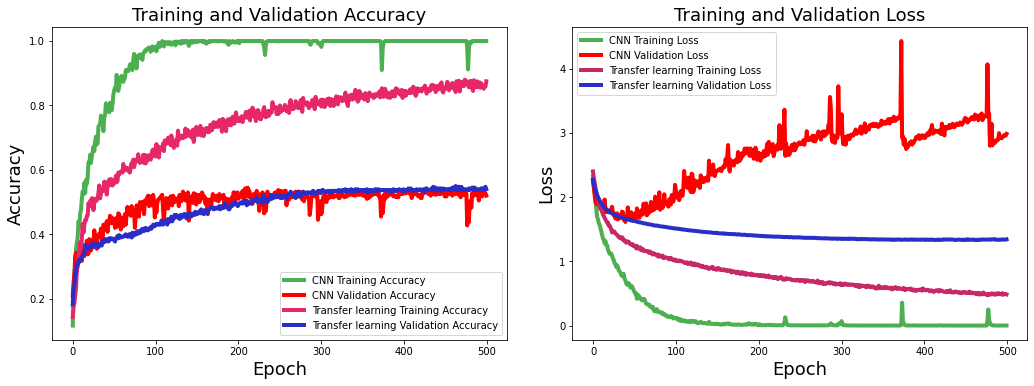 Training and Validation Accuracy
1.0
0.8
0.6
0.4
0.2
Accuracy
0
100
200
300
400
500
Epoch
CNN Training Accuracy
CNN Validation Accuracy
Transfer learning Training Accuracy
Transfer learning Validation Accuracy
Training and Validation Loss
CNN Training Loss
CNN Validation Loss
Transfer learning Training Loss
Transfer learning Validation Loss
4
3
2
1
0
Loss
0
100
200
300
400
500
Epoch